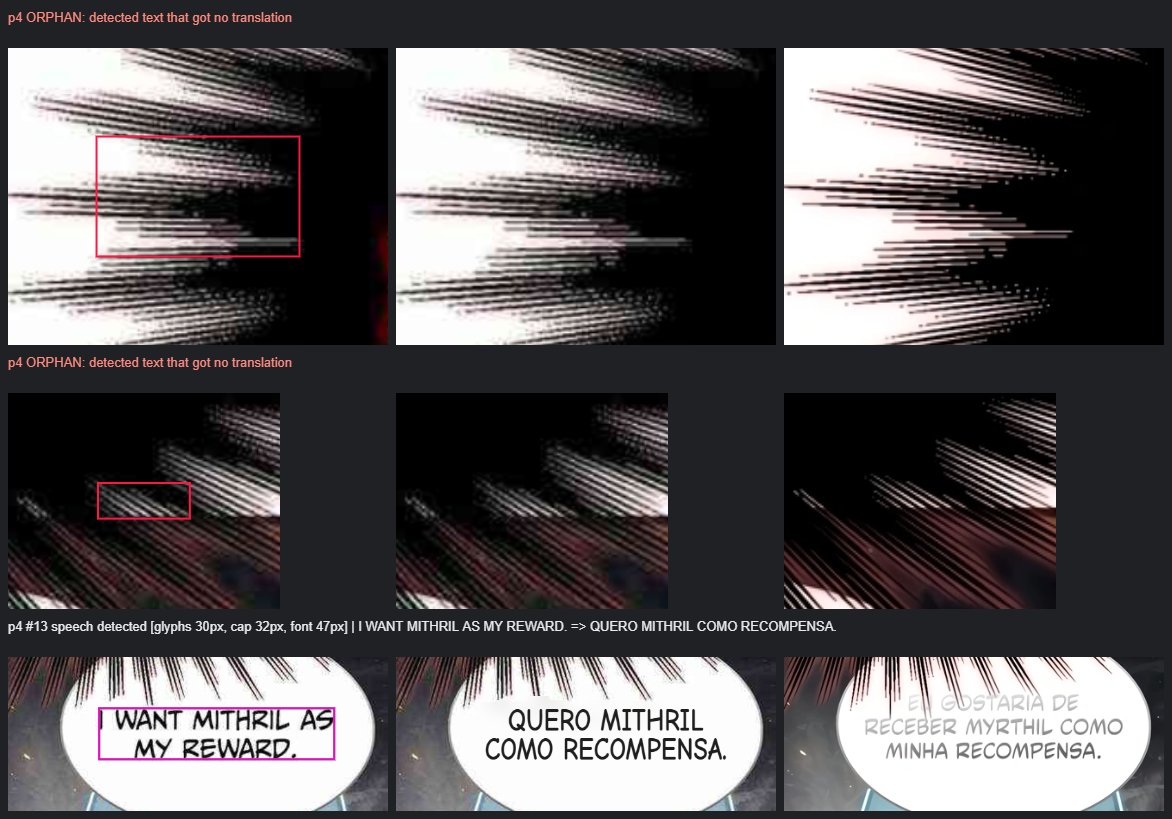 p4 ORPHAN: detected text that got no translation
p4 ORPHAN: detected text that got no translation
p4 #13 speech detected [glyphs 30px, cap 32px, font 47px] | I WANT MITHRIL AS MY REWARD. => QUERO MITHRIL COMO RECOMPENSA.
I WANT MITHRIL AS
MY REWARD.
QUERO MITHRIL
COMO RECOMPENSA.
EU GOSTARIA DE
RECEBER MYRTHIL COMO
MINHA RECOMPENSA.